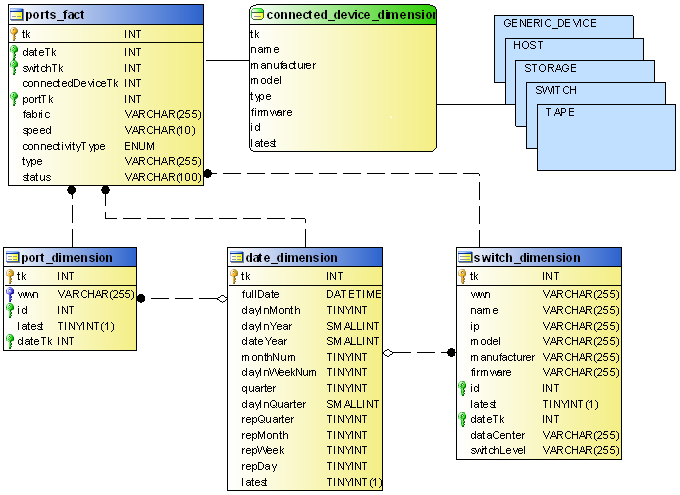 ports_fact
tk INT
dateTk INT
switchTk INT
connectedDeviceTk INT
portTk INT
fabric VARCHAR(255)
speed VARCHAR(10)
connectivityType ENUM
type VARCHAR(255)
status VARCHAR(100)
connected_device_dimension
tk
name
manufacturer
model
type
firmware
id
latest
GENERIC_DEVICE
HOST
STORAGE
SWITCH
TAPE
port_dimension
tk INT
wwn VARCHAR(255)
id INT
latest TINYINT(1)
dateTk INT
date_dimension
tk INT
fullDate DATETIME
dayInMonth TINYINT
dayInYear SMALLINT
dateYear SMALLINT
monthNum TINYINT
dayInWeekNum TINYINT
quarter TINYINT
dayInQuarter SMALLINT
repQuarter TINYINT
repMonth TINYINT
repWeek TINYINT
repDay TINYINT
latest TINYINT(1)
switch_dimension
tk INT
wwn VARCHAR(255)
name VARCHAR(255)
ip VARCHAR(255)
model VARCHAR(255)
manufacturer VARCHAR(255)
firmware VARCHAR(255)
id INT
latest TINYINT(1)
dateTk INT
dataCenter VARCHAR(255)
switchLevel VARCHAR(255)